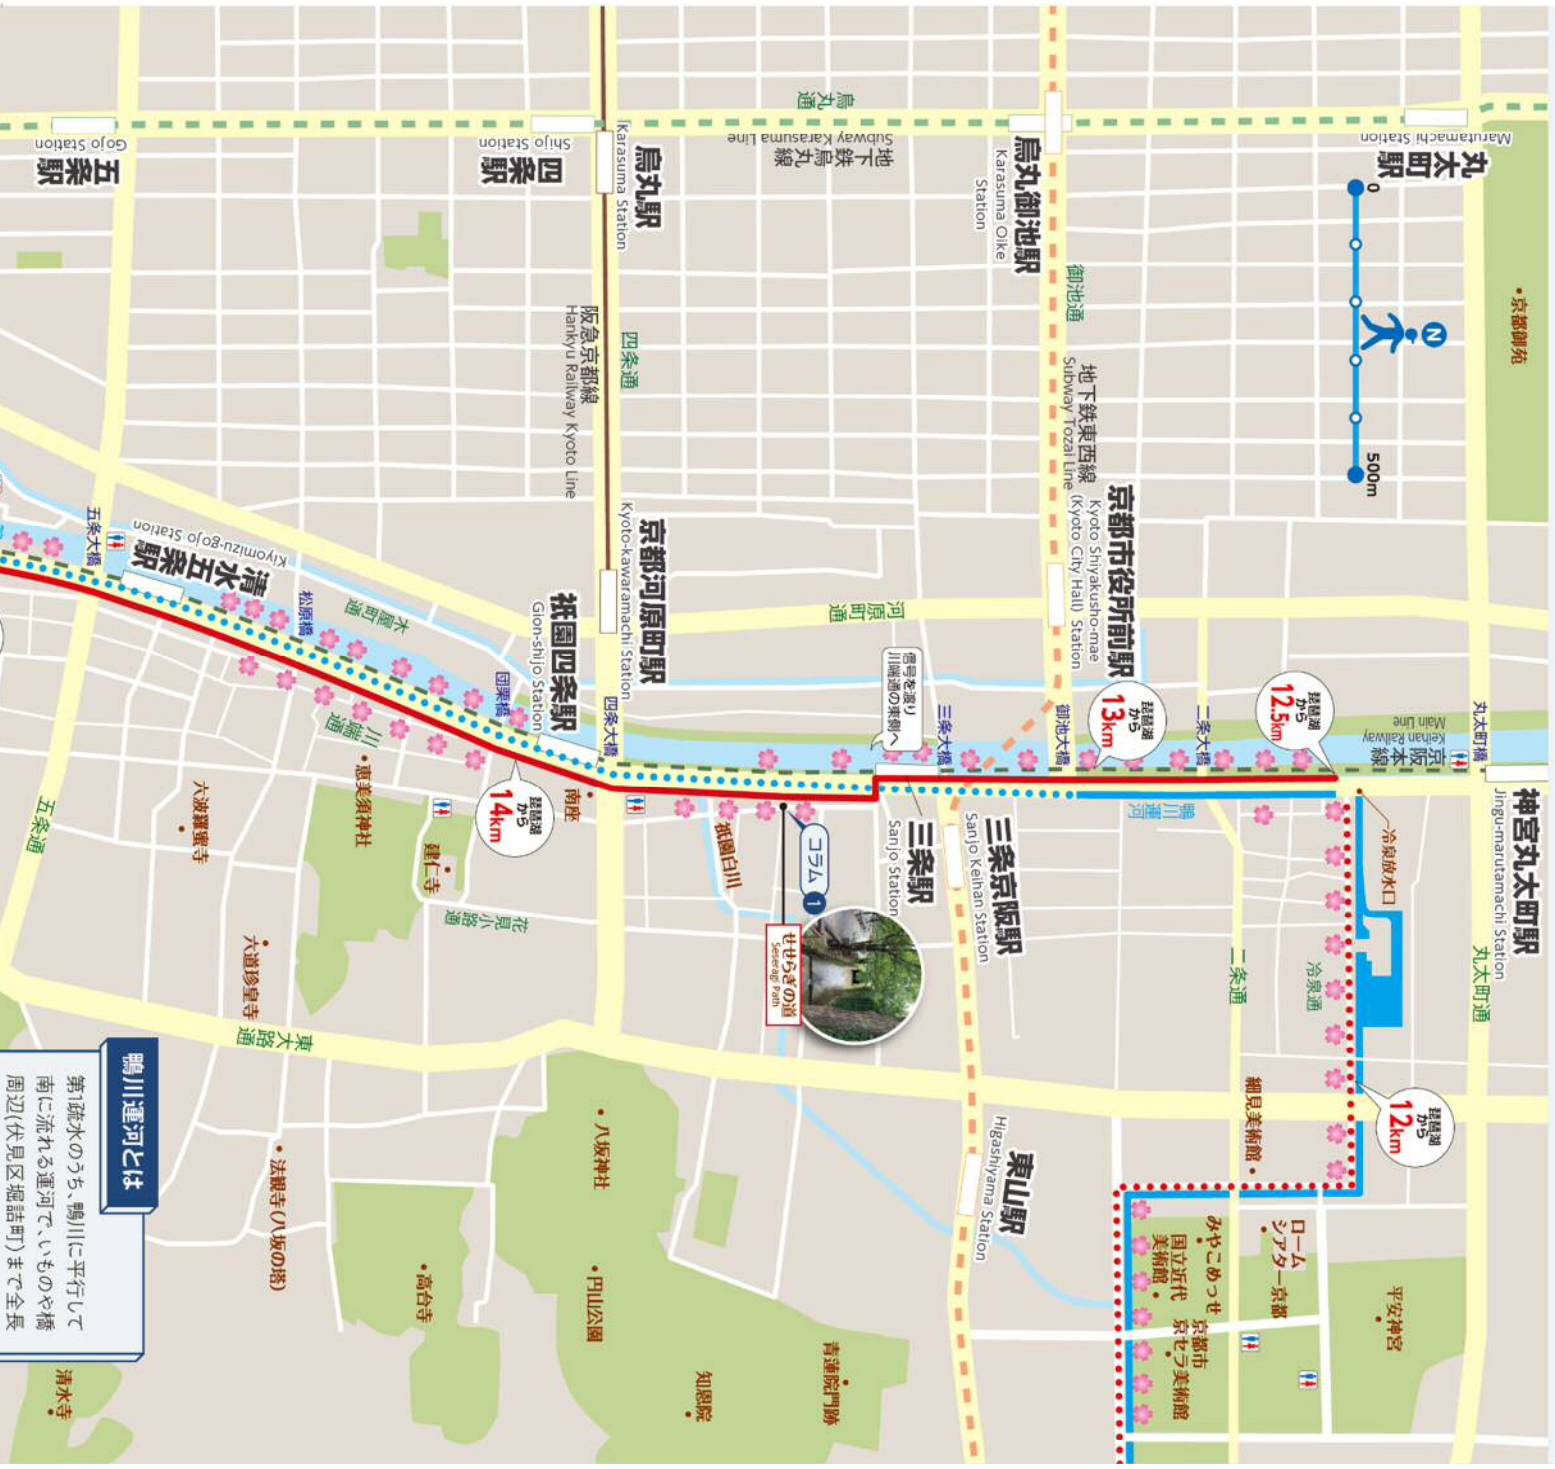 丸太町駅
Marutamachi Station
京都御苑
0
500m
N
烏丸御池駅
Karasuma Oike
Station
御池通
地下鉄東西線
Subway Tozai Line
京都市役所前駅
Kyoto Shiyakusho-mae
(Kyoto City Hall) Station
烏丸通
地下鉄烏丸線
Subway Karasuma Line
四条駅
Shijo Station
烏丸駅
Karasuma Station
四条通
阪急京都線
Hankyu Railway Kyoto Line
京都河原町駅
Kyoto-kawaramachi Station
五条駅
Gojo Station
河原町通
木屋町通
清水五条駅
Kiyomizu-gojo Station
五条大橋
松原橋
団栗橋
祇園四条駅
Gion-shijo Station
四条大橋
信号を渡り
川端通の東側へ
三条大橋
御池大橋
二条大橋
丸太町橋
京阪本線
Keihan Railway
Main Line
琵琶湖
から
12.5km
琵琶湖
から
13km
琵琶湖
から
14km
琵琶湖
から
12km
神宮丸太町駅
Jingu-marutamachi Station
丸太町通
冷泉放水口
冷泉通
二条通
鴨川運河
三条京阪駅
Sanjo Keihan Station
三条駅
Sanjo Station
コラム 1
せせらぎの道
Seseragi Path
祇園白川
南座
川端通
恵美須神社
六波羅蜜寺
建仁寺
花見小路通
六道珍皇寺
五条通
東大路通
細見美術館
ローム
シアター京都
みやこめっせ
国立近代
美術館
京都市
京セラ美術館
平安神宮
東山駅
Higashiyama Station
八坂神社
円山公園
知恩院
青蓮院門跡
高台寺
法観寺(八坂の塔)
清水寺
鴨川運河とは
第1疏水のうち、鴨川に平行して
南に流れる運河で、いものや橋
周辺(伏見区堀詰町)まで全長